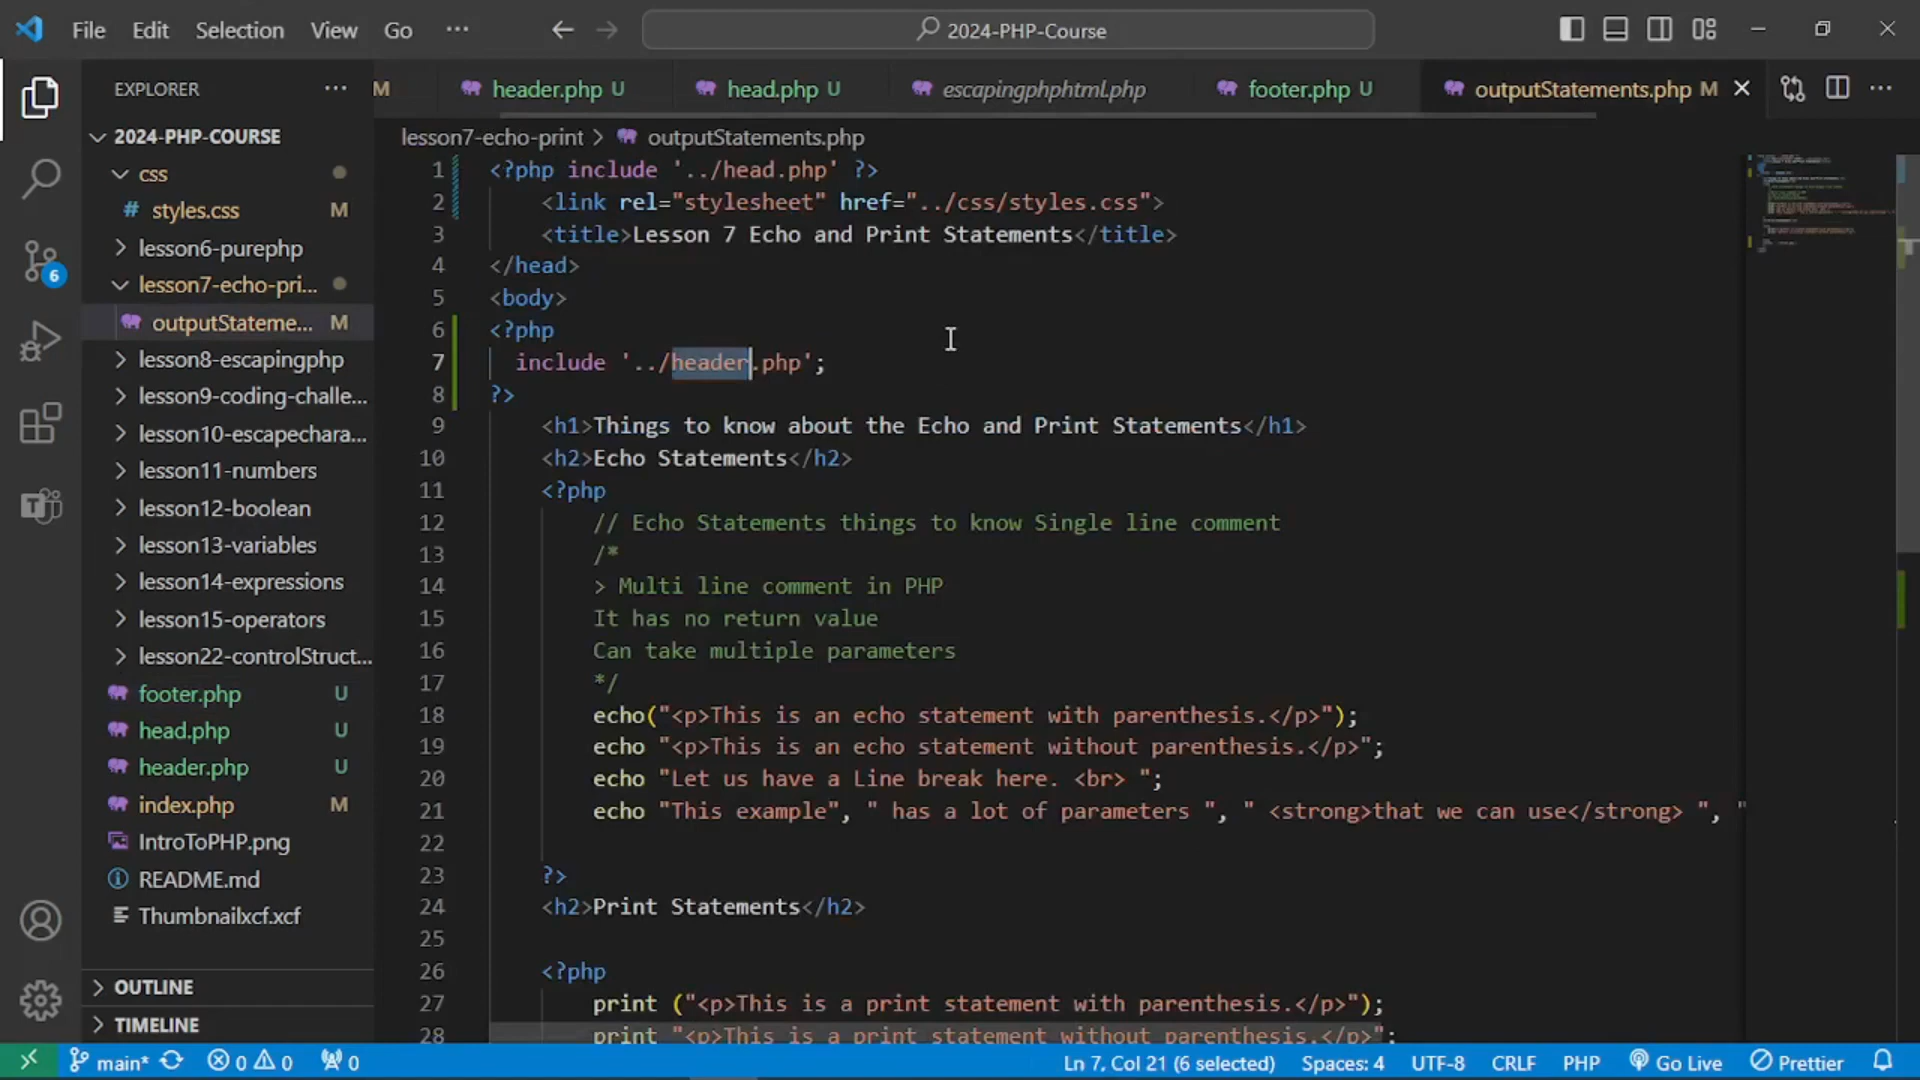 File Edit Selection View Go ··· 2024-PHP-Course
EXPLORER ···
2024-PHP-COURSE
css
# styles.css M
lesson6-purephp
lesson7-echo-pri...
outputStateme... M
lesson8-escapingphp
lesson9-coding-challe...
lesson10-escapechara...
lesson11-numbers
lesson12-boolean
lesson13-variables
lesson14-expressions
lesson15-operators
lesson22-controlStruct...
footer.php U
head.php U
header.php U
index.php M
IntroToPHP.png
README.md
Thumbnailxcf.xcf
OUTLINE
TIMELINE
6
M header.php U head.php U escapingphphtml.php footer.php U outputStatements.php M
lesson7-echo-print > outputStatements.php
1 <?php include '../head.php' ?>
2 <link rel="stylesheet" href="../css/styles.css">
3 <title>Lesson 7 Echo and Print Statements</title>
4 </head>
5 <body>
6 <?php
7 include '../header.php';
8 ?>
9 <h1>Things to know about the Echo and Print Statements</h1>
10 <h2>Echo Statements</h2>
11 <?php
12 // Echo Statements things to know Single line comment
13 /*
14 > Multi line comment in PHP
15 It has no return value
16 Can take multiple parameters
17 */
18 echo("<p>This is an echo statement with parenthesis.</p>");
19 echo "<p>This is an echo statement without parenthesis.</p>";
20 echo "Let us have a Line break here. <br> ";
21 echo "This example", " has a lot of parameters ", " <strong>that we can use</strong> ", "
22
23 ?>
24 <h2>Print Statements</h2>
25
26 <?php
27 print ("<p>This is a print statement with parenthesis.</p>");
28 print "<p>This is a print statement without parenthesis.</p>";
main* 0 0 0 Ln 7, Col 21 (6 selected) Spaces: 4 UTF-8 CRLF PHP Go Live Prettier